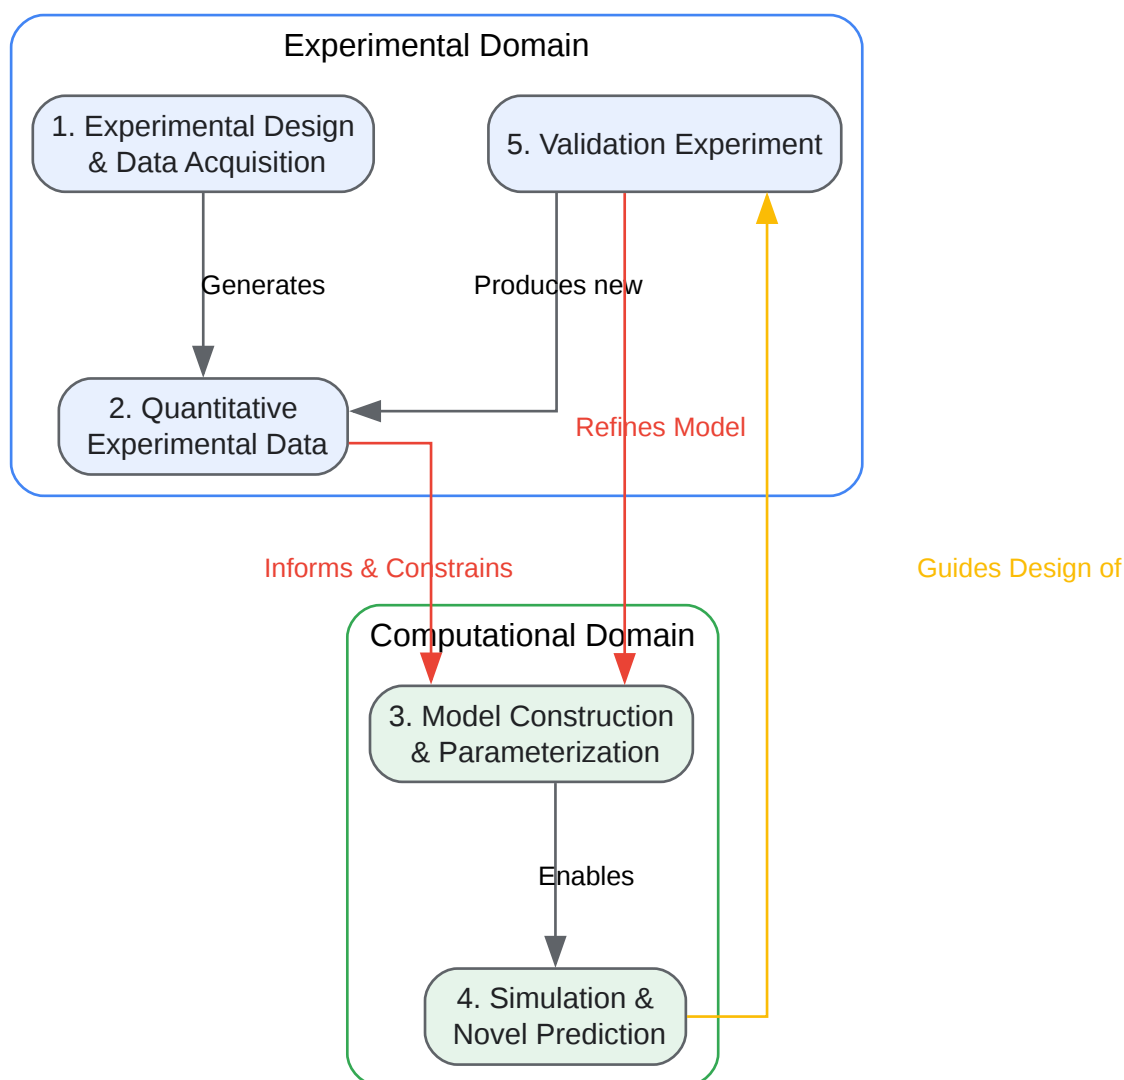 Experimental Domain
1. Experimental Design
& Data Acquisition
5. Validation Experiment
Generates
Produces new
2. Quantitative
Experimental Data
Refines Model
Informs & Constrains
Guides Design of
Computational Domain
3. Model Construction
& Parameterization
Enables
4. Simulation &
Novel Prediction